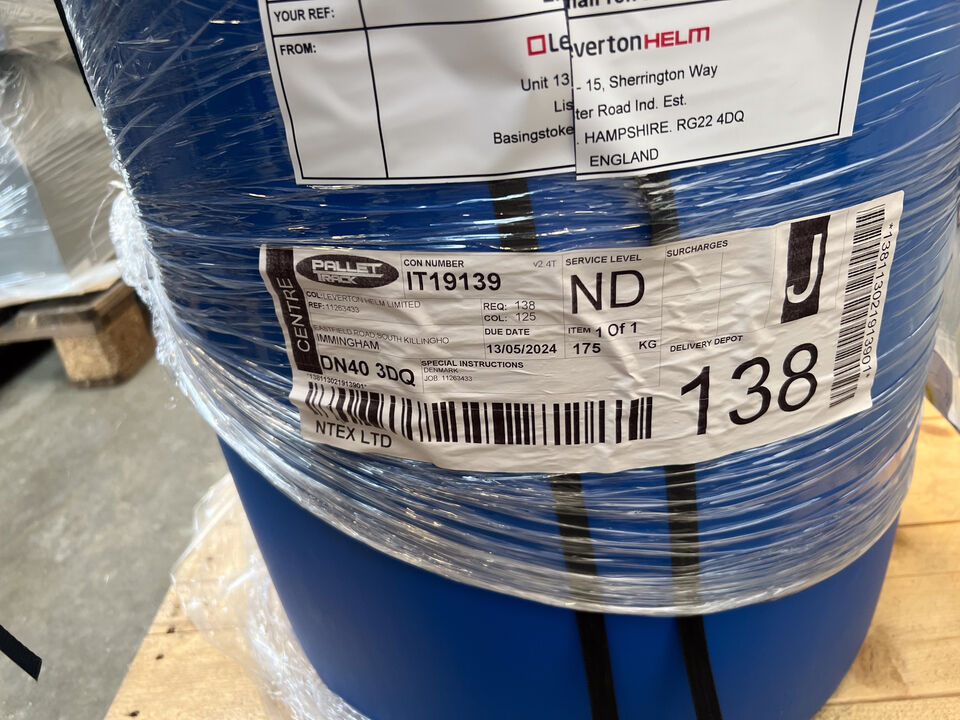 YOUR REF:
FROM:
LevertonHELM
Unit 13 - 15, Sherrington Way
Lister Road Ind. Est.
Basingstoke. HAMPSHIRE. RG22 4DQ
ENGLAND
CENTRE
PALLET
TRACK
CON NUMBER
v2.4T
IT19139
SERVICE LEVEL
ND
SURCHARGES
J
COL: LEVERTON HELM LIMITED
REF: 11263433
REQ: 138
COL: 125
EASTFIELD ROAD SOUTH KILLINGHO
IMMINGHAM
DUE DATE
13/05/2024
ITEM 1 Of 1
175 KG
DELIVERY DEPOT
138
DN40 3DQ
SPECIAL INSTRUCTIONS
DENMARK
JOB. 11263433
*138113021913901*
NTEX LTD
*138113021913901*